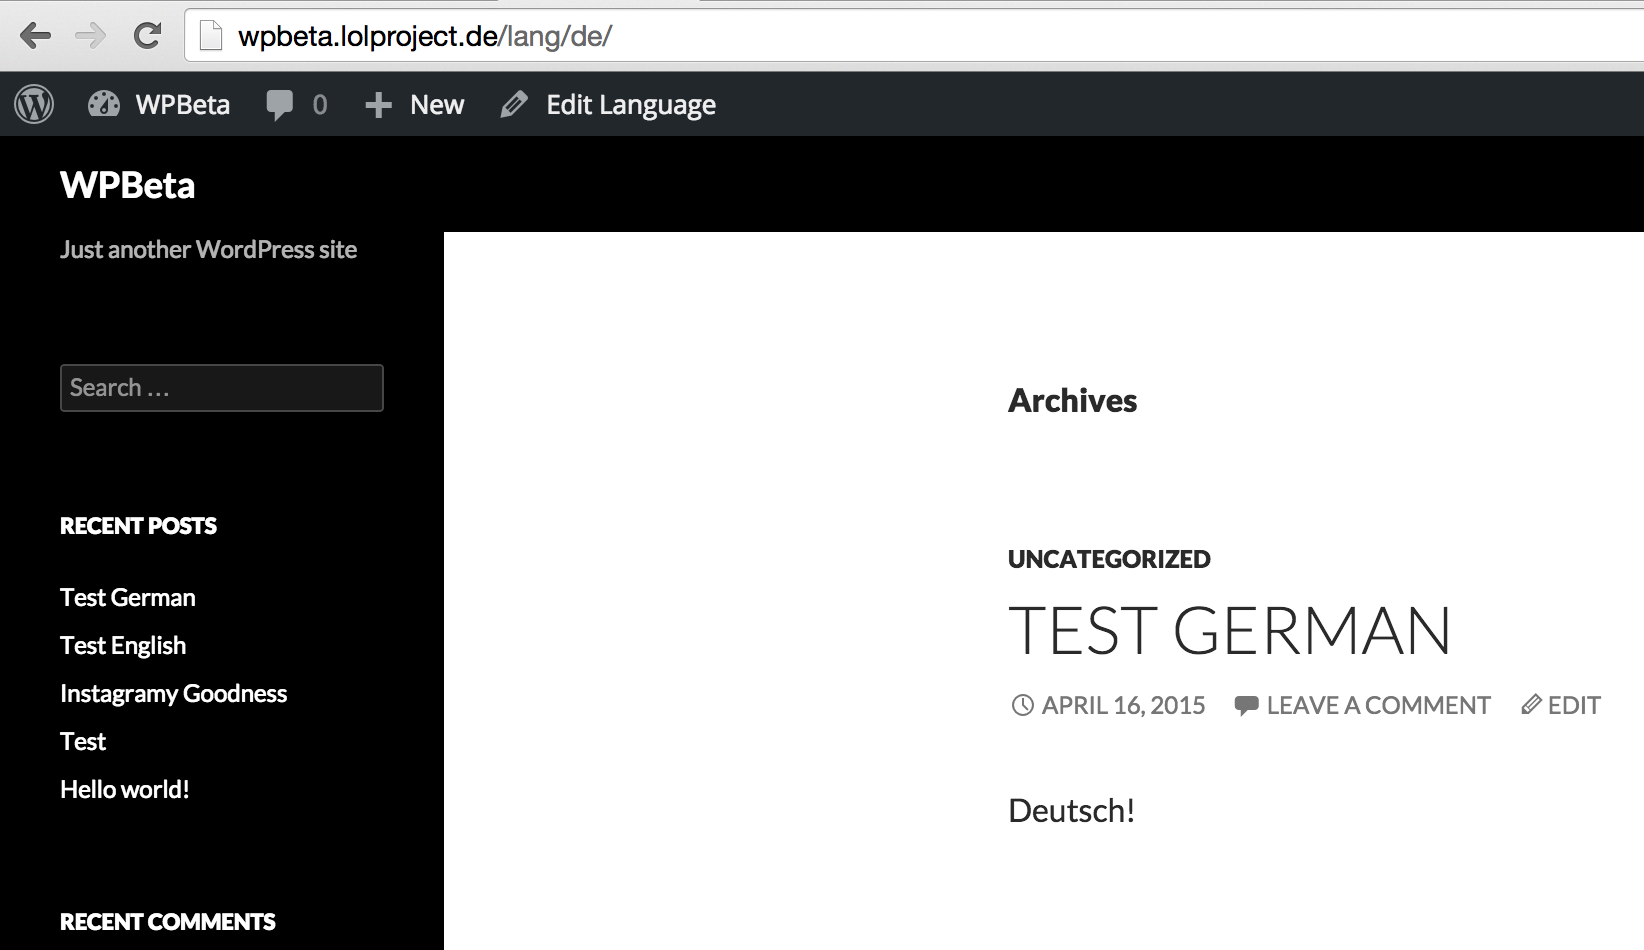 wpbeta.lolproject.de/lang/de/
WPBeta 0 New Edit Language
WPBeta
Just another WordPress site
Search …
RECENT POSTS
Test German
Test English
Instagramy Goodness
Test
Hello world!
RECENT COMMENTS
Archives
UNCATEGORIZED
TEST GERMAN
APRIL 16, 2015 LEAVE A COMMENT EDIT
Deutsch!